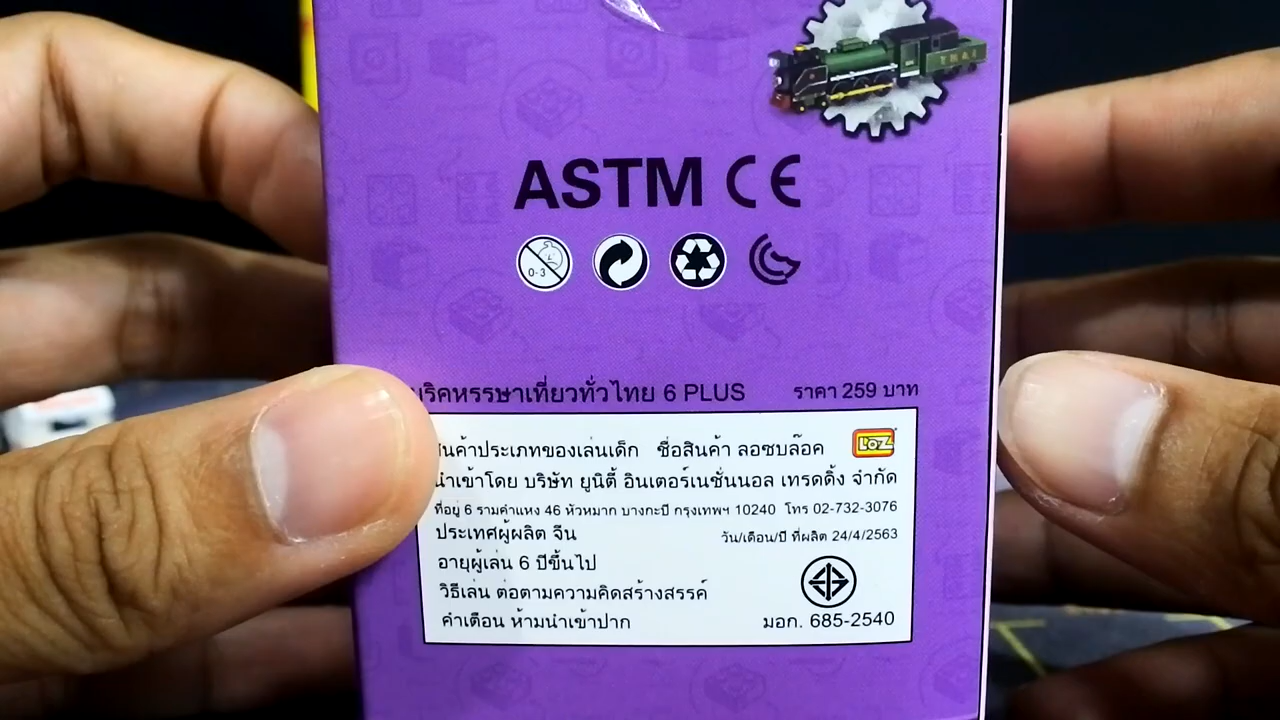 THAI
ASTM CE
0-3
บริคหรรษาเที่ยวทั่วไทย 6 PLUS ราคา 259 บาท
สินค้าประเภทของเล่นเด็ก ชื่อสินค้า ลอซบล๊อค LOZ
นำเข้าโดย บริษัท ยูนิตี้ อินเตอร์เนชั่นนอล เทรดดิ้ง จำกัด
ที่อยู่ 6 รามคำแหง 46 หัวหมาก บางกะปิ กรุงเทพฯ 10240 โทร 02-732-3076
ประเทศผู้ผลิต จีน วัน/เดือน/ปี ที่ผลิต 24/4/2563
อายุผู้เล่น 6 ปีขึ้นไป
วิธีเล่น ต่อตามความคิดสร้างสรรค์
คำเตือน ห้ามนำเข้าปาก มอก. 685-2540